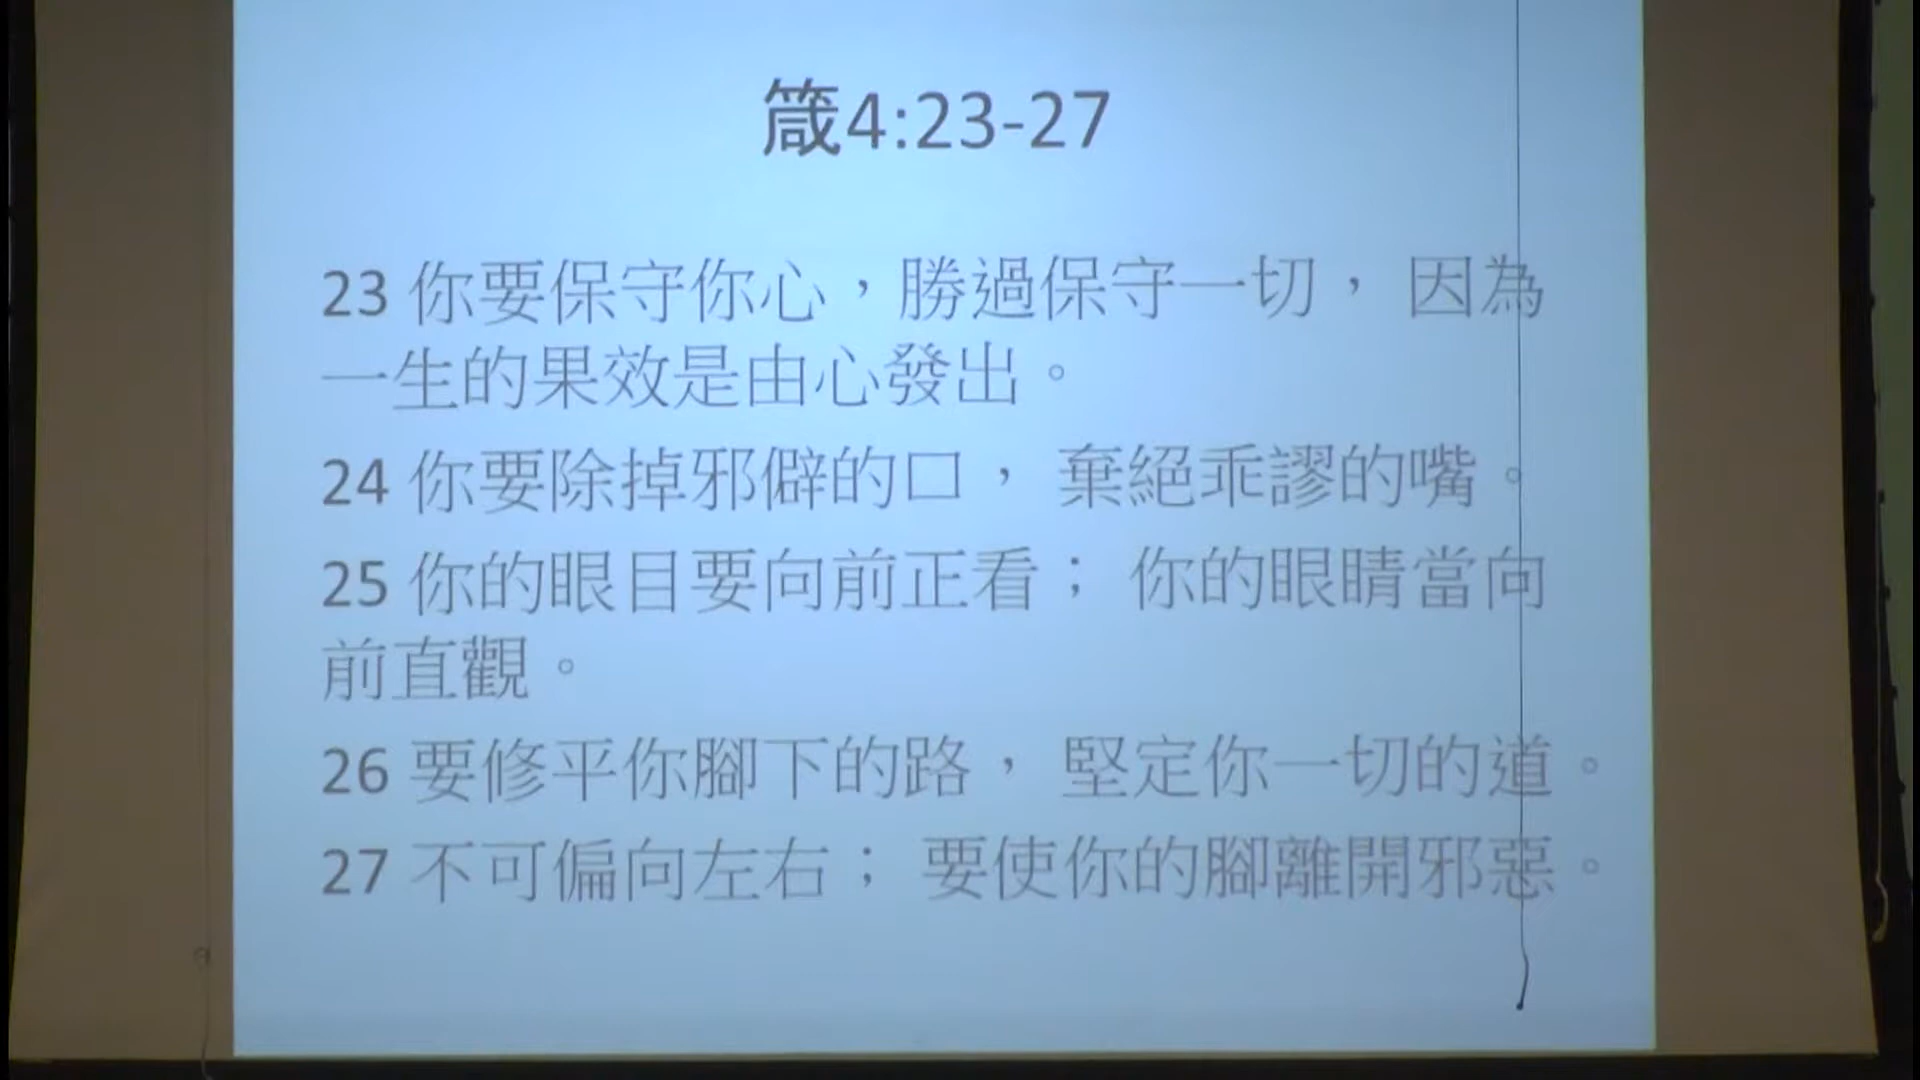 箴4:23-27
23 你要保守你心，勝過保守一切， 因為
一生的果效是由心發出。
24 你要除掉邪僻的口， 棄絕乖謬的嘴。
25 你的眼目要向前正看； 你的眼睛當向
前直觀。
26 要修平你腳下的路， 堅定你一切的道。
27 不可偏向左右； 要使你的腳離開邪惡。